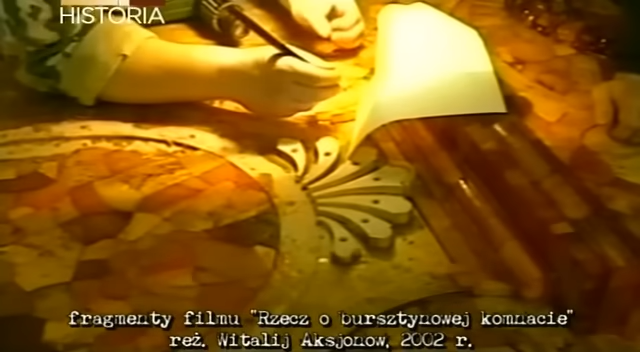 HISTORIA
fragmenty filmu "Rzecz o bursztynowej komnacie"
reż. Witalij Aksjonow, 2002 r.